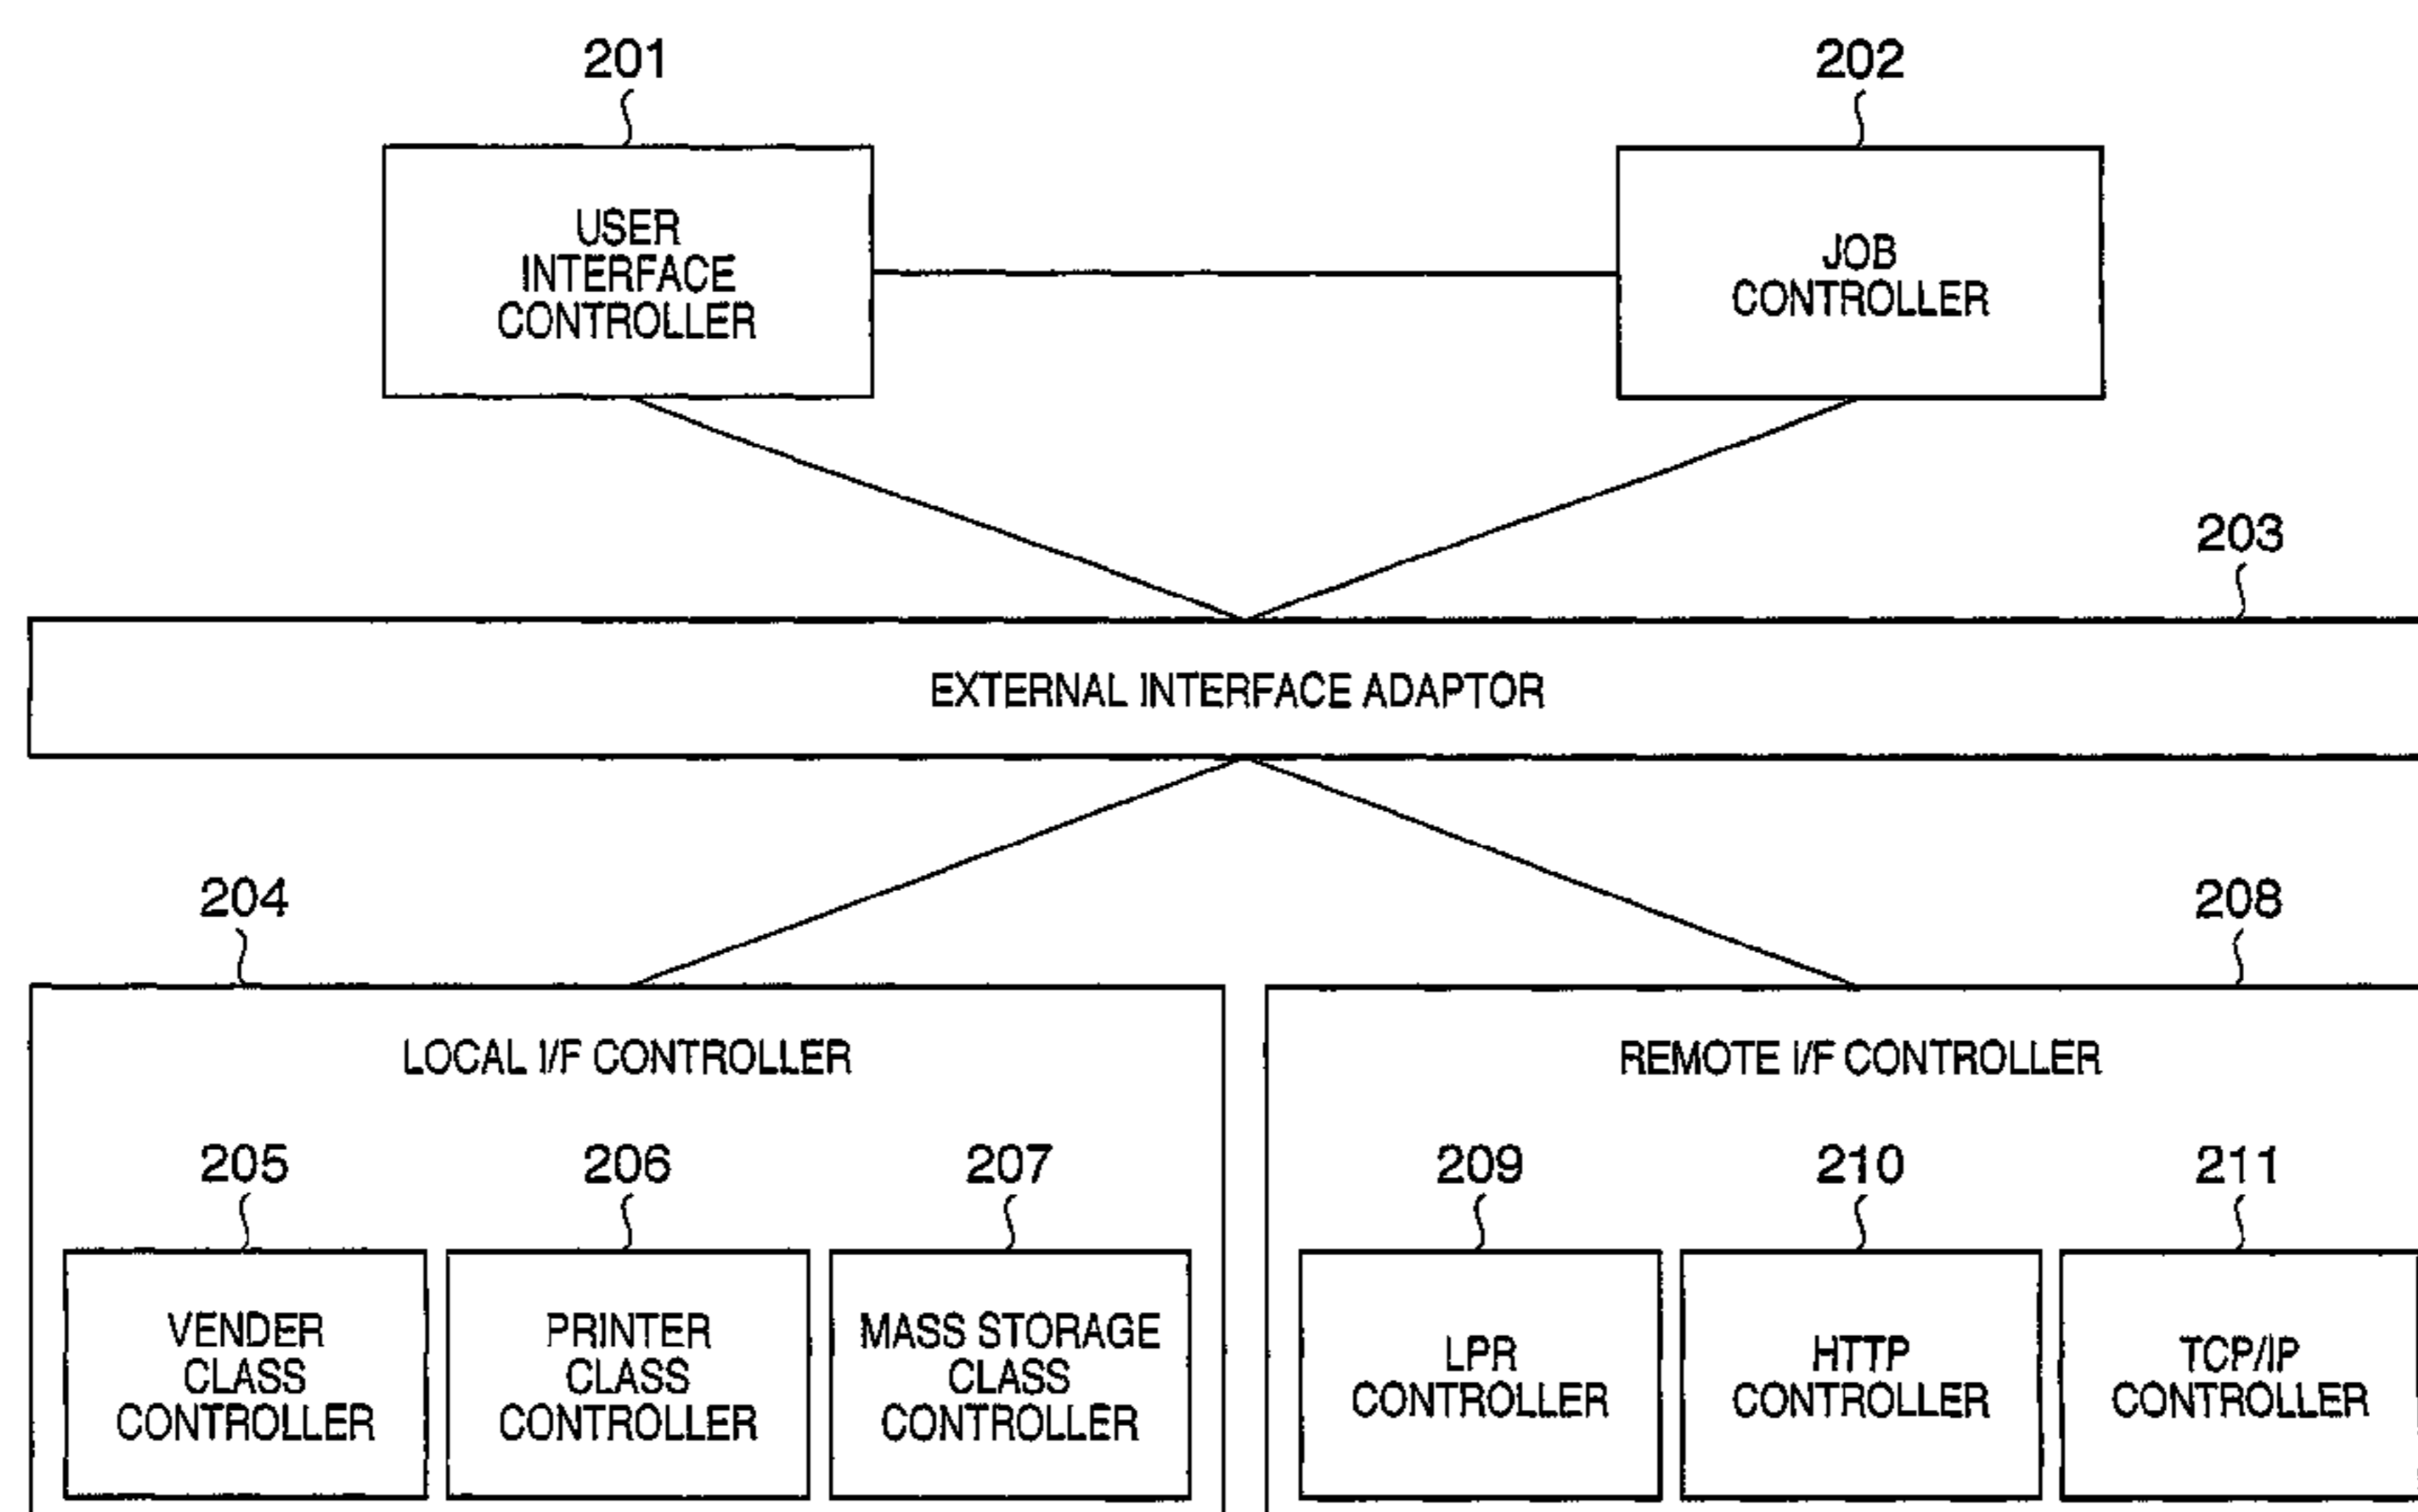 201
202
USER
INTERFACE
CONTROLLER
JOB
CONTROLLER
203
EXTERNAL INTERFACE ADAPTOR
204
208
LOCAL I/F CONTROLLER
REMOTE I/F CONTROLLER
205
206
207
209
210
211
VENDER
CLASS
CONTROLLER
PRINTER
CLASS
CONTROLLER
MASS STORAGE
CLASS
CONTROLLER
LPR
CONTROLLER
HTTP
CONTROLLER
TCP/IP
CONTROLLER